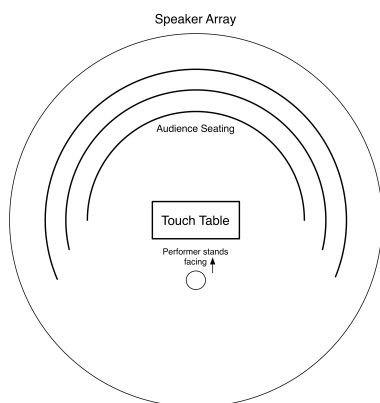 Speaker Array
Audience Seating
Touch Table
Performer stands
facing